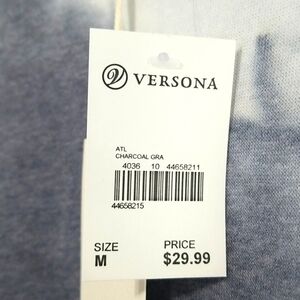 VERSONA
ATL
CHARCOAL GRA
4036 10 44658211
44658215
SIZE PRICE
M $29.99